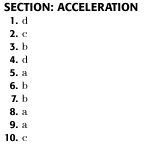 SECTION: ACCELERATION
1. d
2. c
3. b
4. d
5. a
6. b
7. b
8. a
9. a
10. c